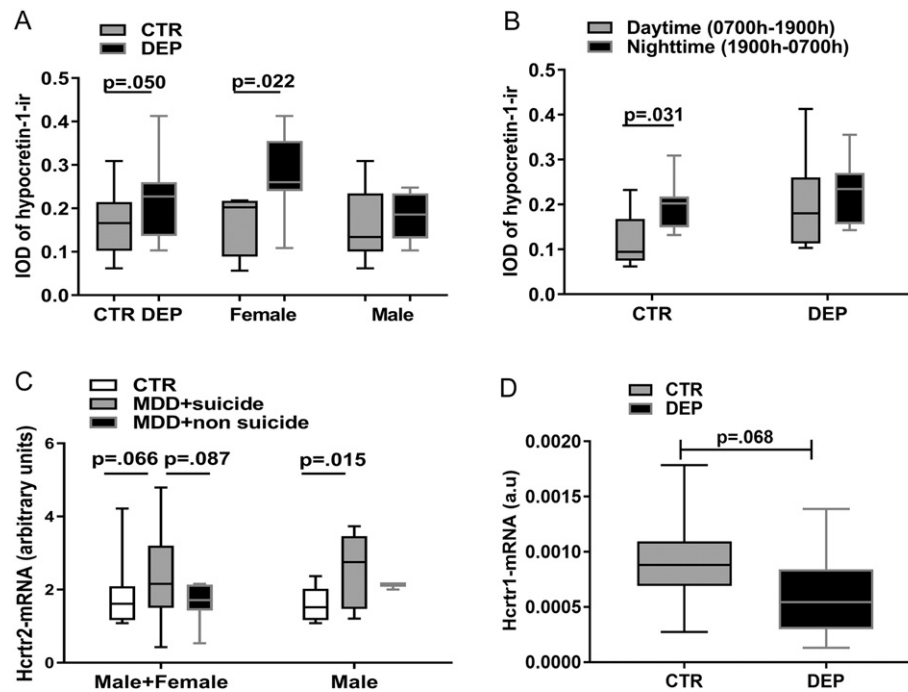 A
CTR
DEP
p=.050
p=.022
IOD of hypocretin-1-ir
0.5
0.4
0.3
0.2
0.1
0.0
CTR DEP
Female
Male
B
Daytime (0700h-1900h)
Nighttime (1900h-0700h)
p=.031
IOD of hypocretin-1-ir
0.5
0.4
0.3
0.2
0.1
0.0
CTR
DEP
C
CTR
MDD+suicide
MDD+non suicide
p=.066
p=.087
p=.015
Hcrtr2-mRNA (arbitrary units)
6
4
2
0
Male+Female
Male
D
CTR
DEP
p=.068
Hcrtr1-mRNA (a.u)
0.0020
0.0015
0.0010
0.0005
0.0000
CTR
DEP